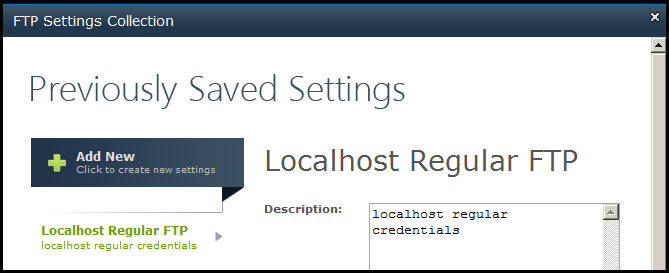 FTP Settings Collection
Previously Saved Settings
Add New
Click to create new settings
Localhost Regular FTP
localhost regular credentials
Localhost Regular FTP
Description:
localhost regular
credentials